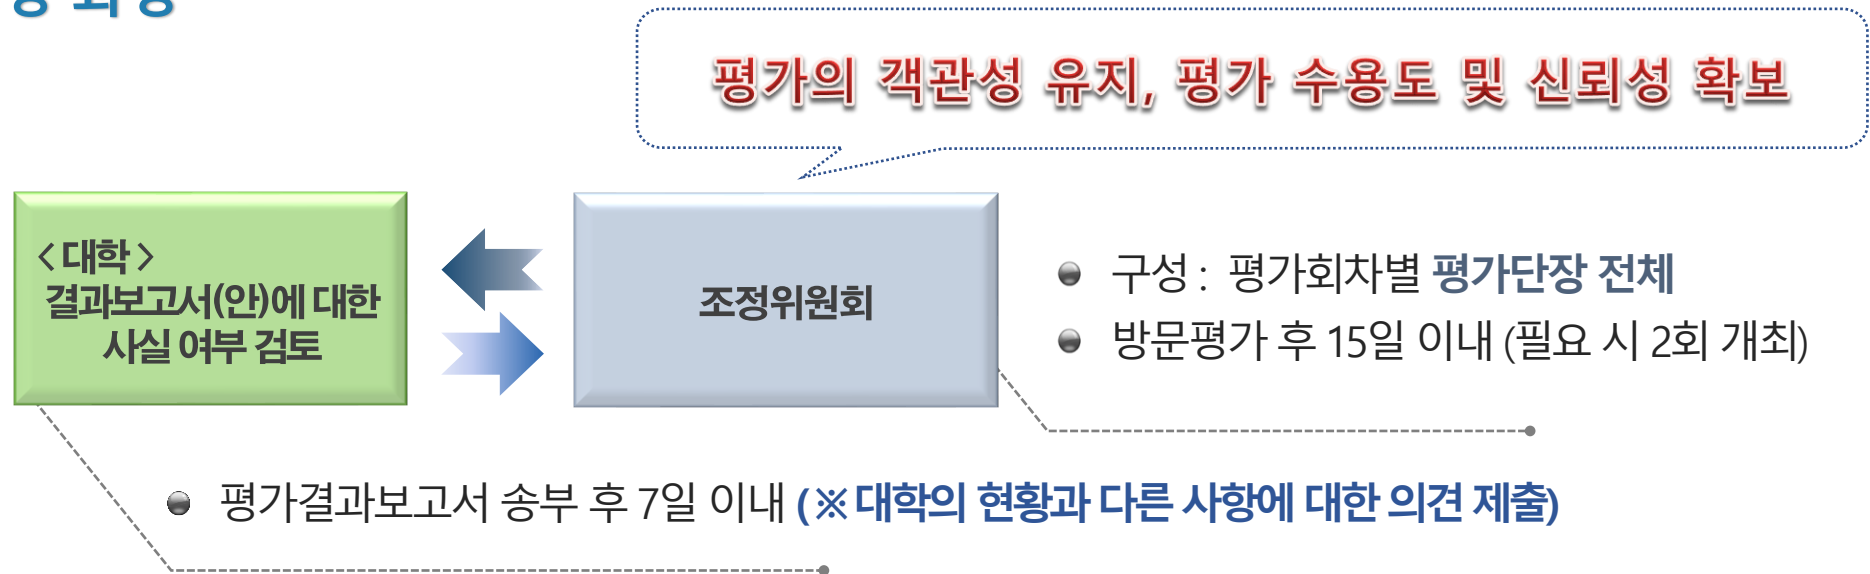 평가의 객관성 유지, 평가 수용도 및 신뢰성 확보
<대학>
결과보고서(안)에 대한
사실 여부 검토
조정위원회
구성 : 평가회차별 평가단장 전체
방문평가 후 15일 이내 (필요 시 2회 개최)
평가결과보고서 송부 후 7일 이내 (※ 대학의 현황과 다른 사항에 대한 의견 제출)